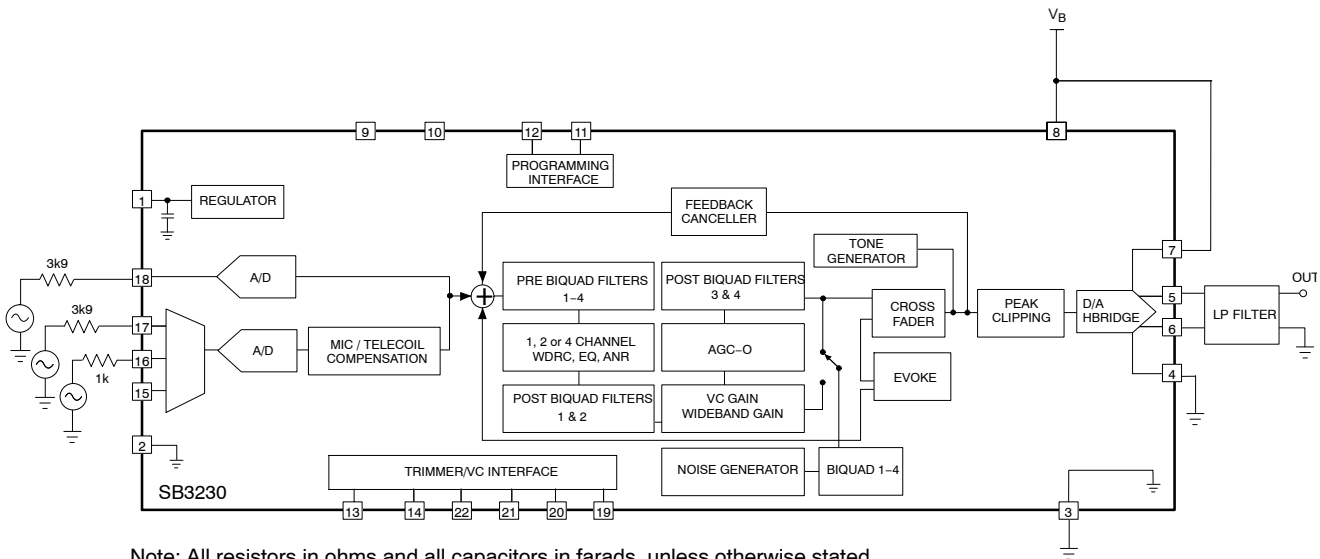 VB
9
10
12
11
8
PROGRAMMING
INTERFACE
1
REGULATOR
FEEDBACK
CANCELLER
7
TONE
GENERATOR
3k9
18
A/D
PRE BIQUAD FILTERS
1–4
POST BIQUAD FILTERS
3 & 4
CROSS
FADER
PEAK
CLIPPING
D/A
HBRIDGE
5
6
LP FILTER
OUT
3k9
17
16
1k
15
A/D
MIC / TELECOIL
COMPENSATION
1, 2 or 4 CHANNEL
WDRC, EQ, ANR
AGC–O
EVOKE
4
POST BIQUAD FILTERS
1 & 2
VC GAIN
WIDEBAND GAIN
2
TRIMMER/VC INTERFACE
NOISE GENERATOR
BIQUAD 1–4
SB3230
13
14
22
21
20
19
3
Note: All resistors in ohms and all capacitors in farads, unless otherwise stated.